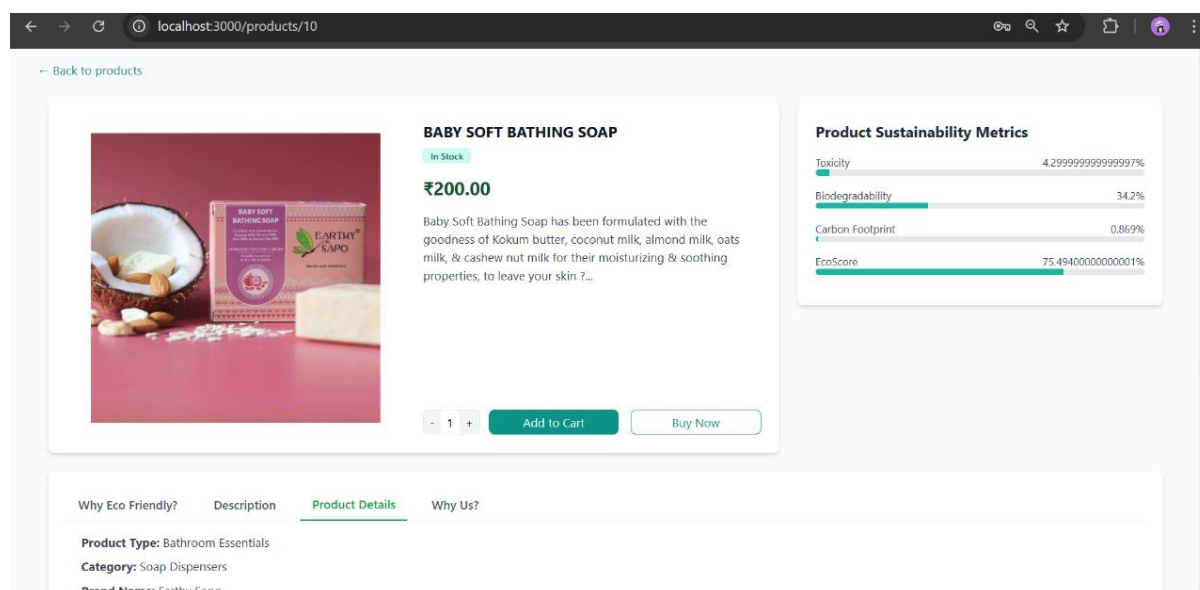 localhost:3000/products/10
← Back to products
BABY SOFT
BATHING SOAP
EARTHY®
SAPO
BABY SOFT BATHING SOAP
In Stock
₹200.00
Baby Soft Bathing Soap has been formulated with the
goodness of Kokum butter, coconut milk, almond milk, oats
milk, & cashew nut milk for their moisturizing & soothing
properties, to leave your skin ?...
- 1 +
Add to Cart
Buy Now
Product Sustainability Metrics
Toxicity 4.299999999999997%
Biodegradability 34.2%
Carbon Footprint 0.869%
EcoScore 75.49400000000001%
Why Eco Friendly? Description Product Details Why Us?
Product Type: Bathroom Essentials
Category: Soap Dispensers
Brand Name: Earthy Sapo